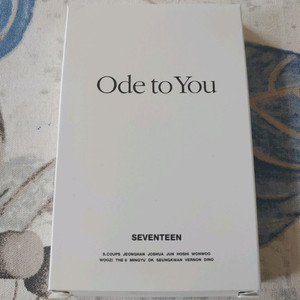 Ode to You
SEVENTEEN
S.COUPS JEONGHAN JOSHUA JUN HOSHI WONWOO
WOOZI THE 8 MINGYU DK SEUNGKWAN VERNON DINO